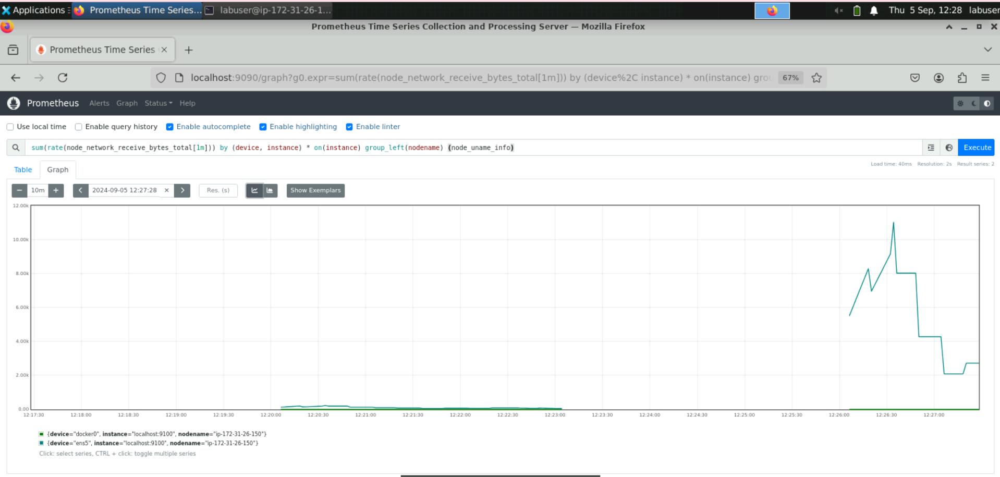 Applications
Prometheus Time Series...
labuser@ip-172-31-26-1...
Thu 5 Sep, 12:28 labuser
Prometheus Time Series Collection and Processing Server — Mozilla Firefox
Prometheus Time Series
localhost:9090/graph?g0.expr=sum(rate(node_network_receive_bytes_total[1m])) by (device%2C instance) * on(instance) grou
67%
Prometheus Alerts Graph Status Help
Use local time Enable query history Enable autocomplete Enable highlighting Enable linter
sum(rate(node_network_receive_bytes_total[1m])) by (device, instance) * on(instance) group_left(nodename) (node_uname_info)
Execute
Load time: 40ms Resolution: 2s Result series: 2
Table Graph
− 10m + 2024-09-05 12:27:28 × Res. (s) Show Exemplars
12.00k
10.00k
8.00k
6.00k
4.00k
2.00k
0.00
12:17:30 12:18:00 12:18:30 12:19:00 12:19:30 12:20:00 12:20:30 12:21:00 12:21:30 12:22:00 12:22:30 12:23:00 12:23:30 12:24:00 12:24:30 12:25:00 12:25:30 12:26:00 12:26:30 12:27:00
{device="docker0", instance="localhost:9100", nodename="ip-172-31-26-150"}
{device="ens5", instance="localhost:9100", nodename="ip-172-31-26-150"}
Click: select series, CTRL + click: toggle multiple series